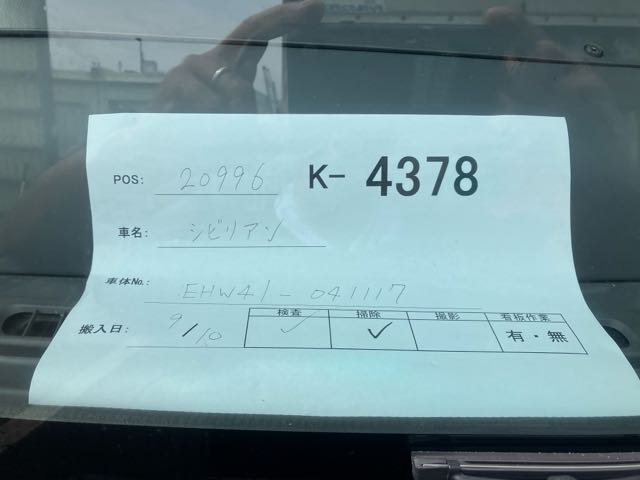 POS: 20996 K- 4378
車名: シビリアン
車体No. EHW41-041117
搬入日: 9/10 検査 掃除 撮影 看板作業
✓ ✓ 有・無